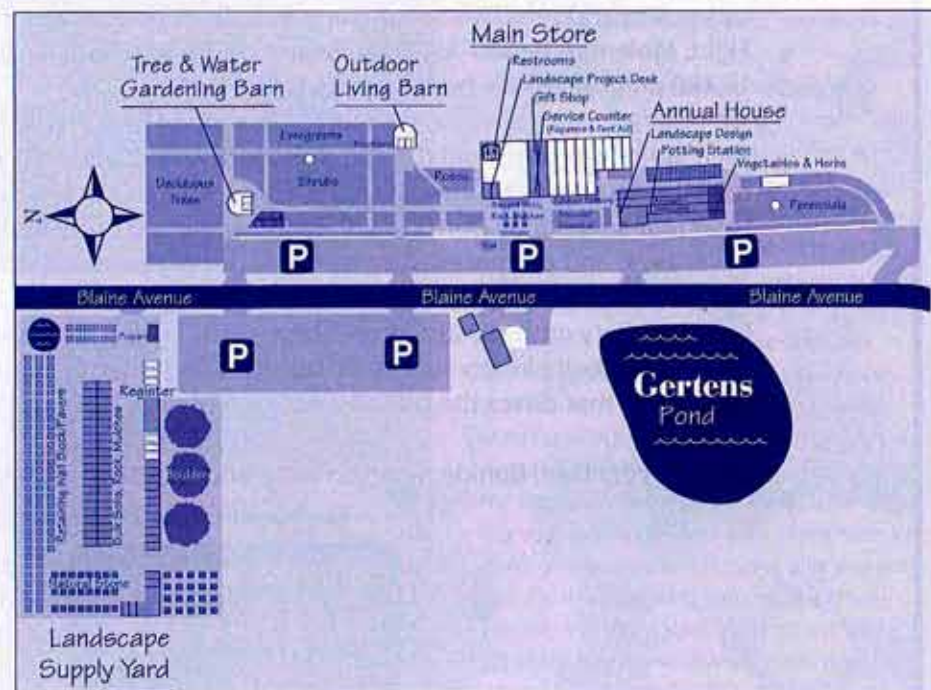 Main Store
Restrooms
Landscape Project Desk
Gift Shop
Service Counter
Tree & Water
Gardening Barn
Outdoor
Living Barn
Annual House
Landscape Design
Potting Station
Vegetables & Herbs
Evergreens
Shrubs
Deciduous
Trees
Roses
Perennials
N
P
P
P
Blaine Avenue
Blaine Avenue
Blaine Avenue
P
P
Register
Retaining Wall Block/Pavers
Bulk Soils, Rock, Mulches
Natural Stone
Gertens
Pond
Landscape
Supply Yard